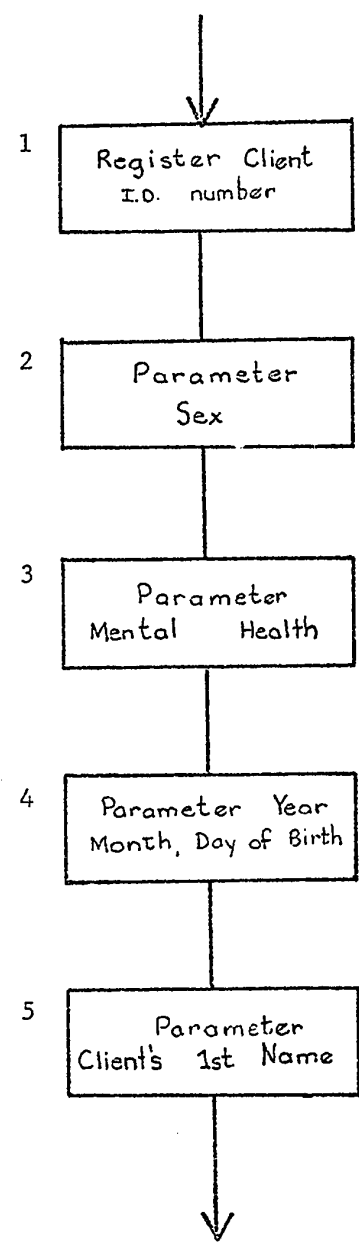 1
Register Client
I.D. number
2
Parameter
Sex
3
Parameter
Mental Health
4
Parameter Year
Month, Day of Birth
5
Parameter
Client's 1st Name